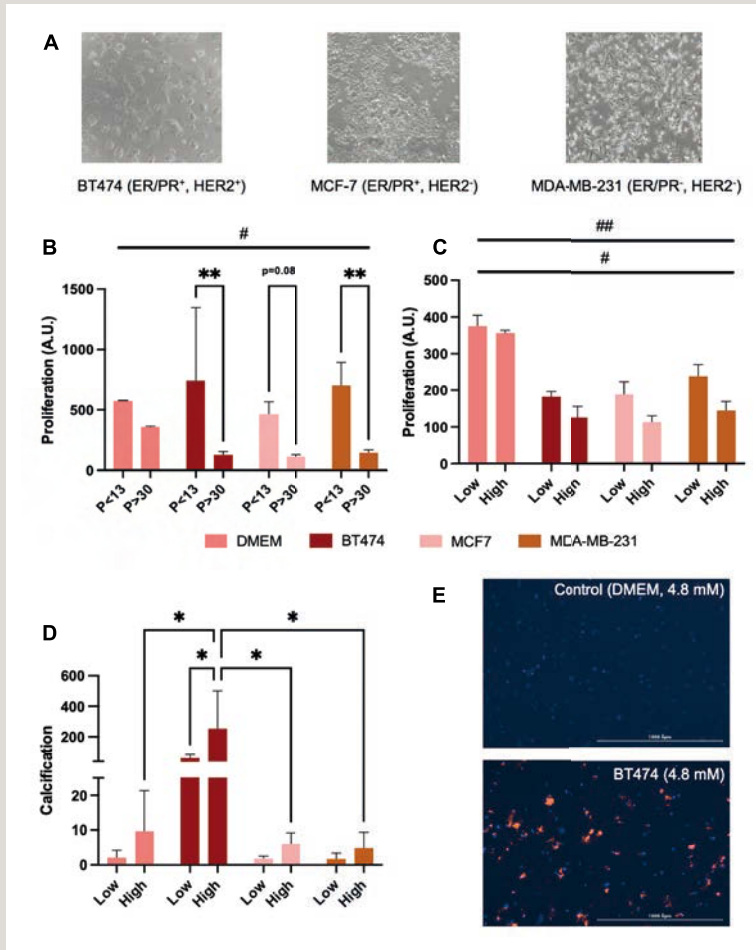 A
BT474 (ER/PR⁺, HER2⁺)
MCF-7 (ER/PR⁺, HER2⁻)
MDA-MB-231 (ER/PR⁻, HER2⁻)
B
#
** p=0.08 **
1500
1000
500
0
Proliferation (A.U.)
P<13 P>30 P<13 P>30 P<13 P>30 P<13 P>30
C
##
#
500
400
300
200
100
0
Proliferation (A.U.)
Low High Low High Low High Low High
DMEM BT474 MCF7 MDA-MB-231
D
* *
* *
600
400
200
20
10
0
Calcification
Low High Low High Low High Low High
E
Control (DMEM, 4.8 mM)
BT474 (4.8 mM)